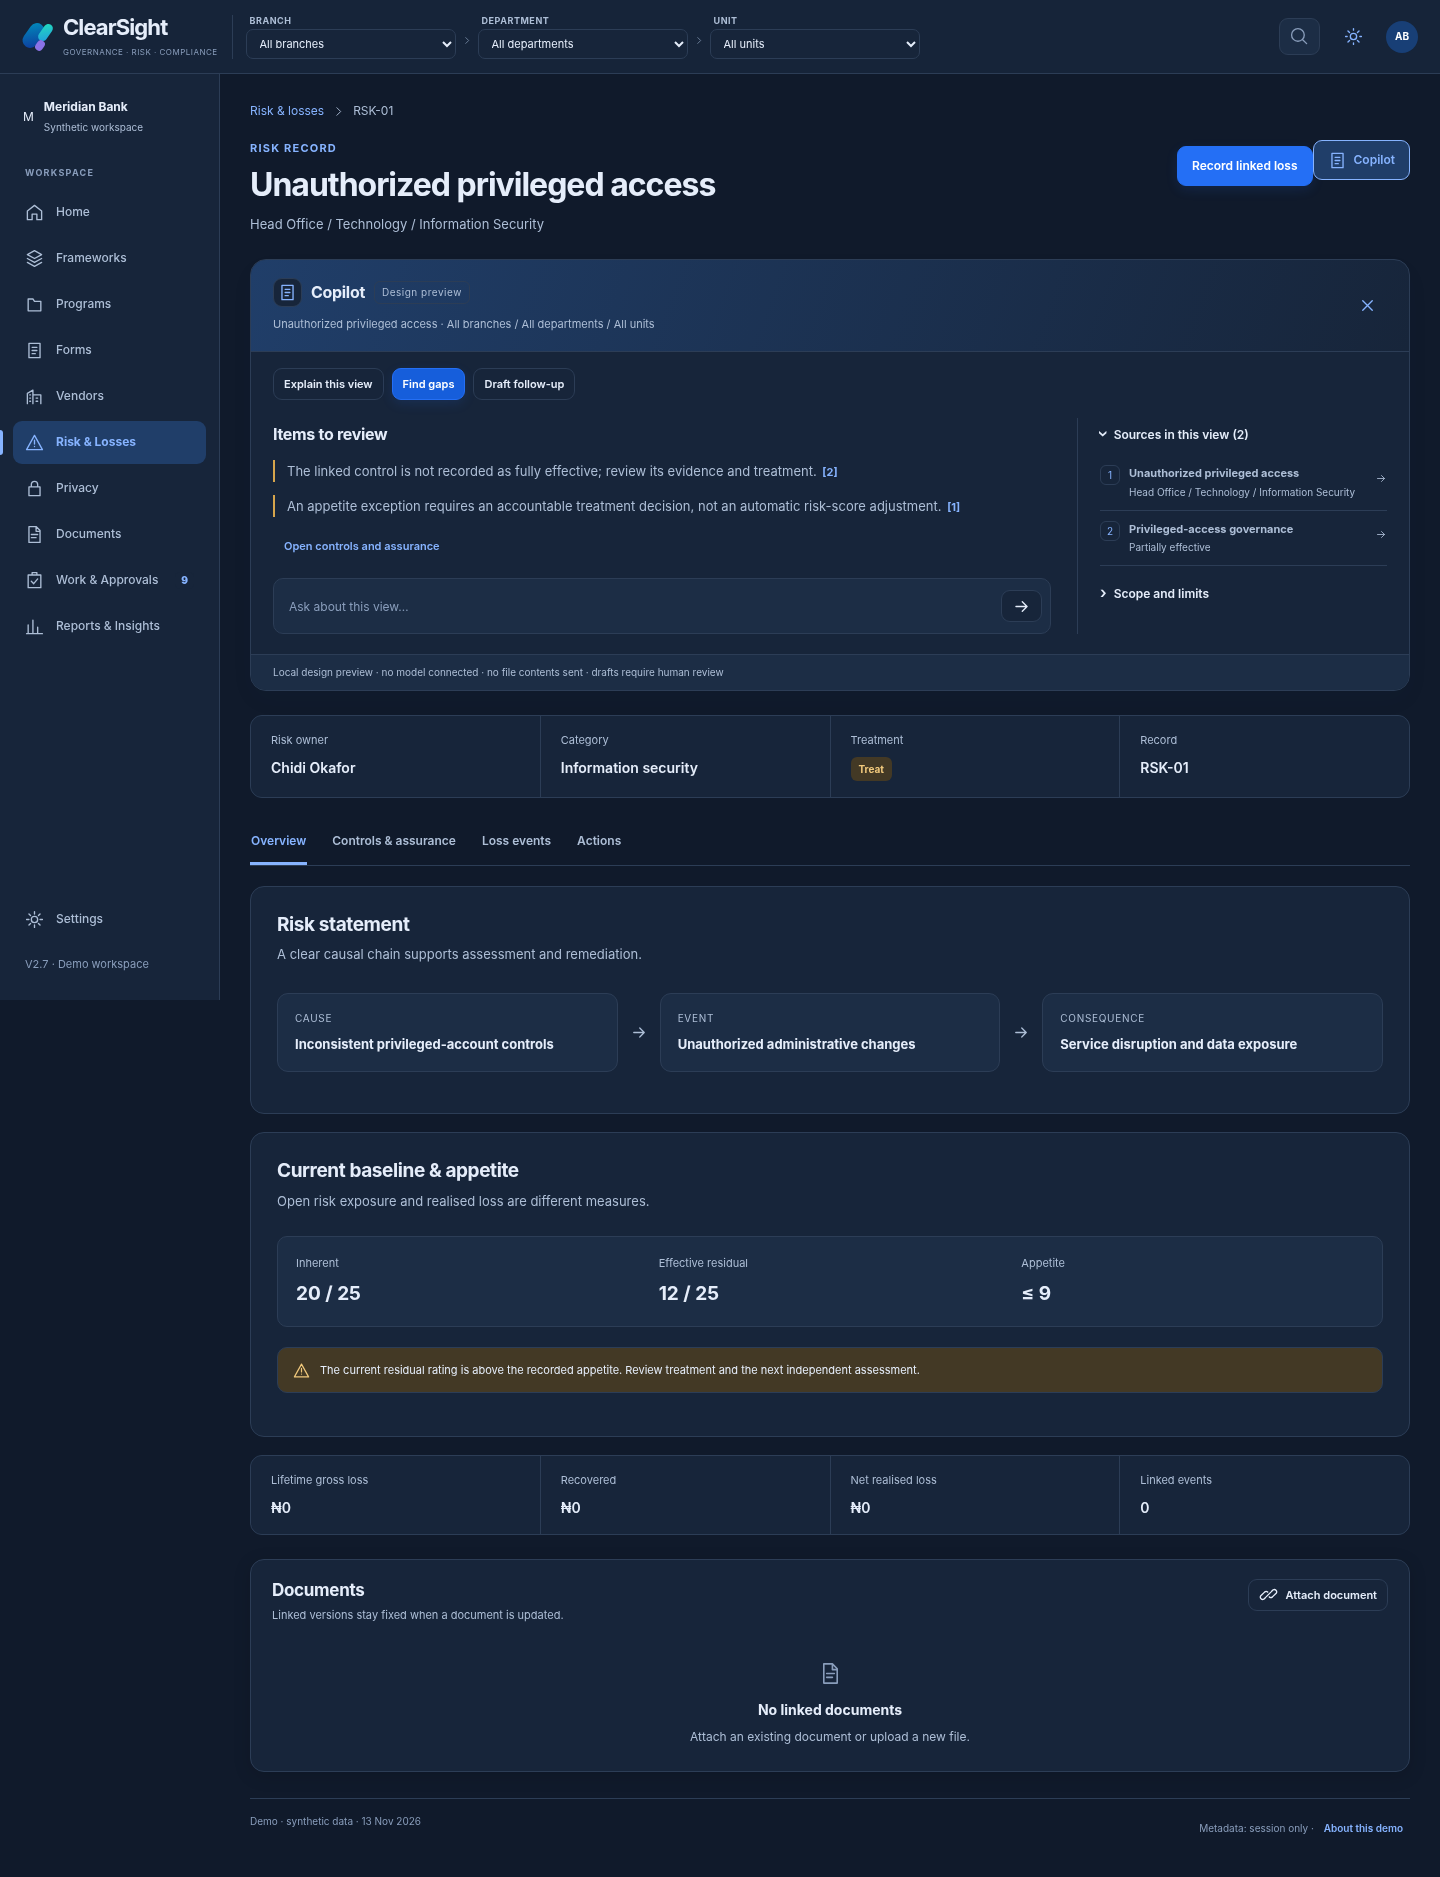 ClearSight
GOVERNANCE · RISK · COMPLIANCE
BRANCH
All branches
DEPARTMENT
All departments
UNIT
All units
AB
M
Meridian Bank
Synthetic workspace
WORKSPACE
Home
Frameworks
Programs
Forms
Vendors
Risk & Losses
Privacy
Documents
Work & Approvals 9
Reports & Insights
Settings
V2.7 · Demo workspace
Risk & losses > RSK-01
RISK RECORD
Unauthorized privileged access
Head Office / Technology / Information Security
Record linked loss
Copilot
Copilot Design preview
Unauthorized privileged access · All branches / All departments / All units
Explain this view
Find gaps
Draft follow-up
Items to review
The linked control is not recorded as fully effective; review its evidence and treatment. [2]
An appetite exception requires an accountable treatment decision, not an automatic risk-score adjustment. [1]
Open controls and assurance
Ask about this view...
Sources in this view (2)
1 Unauthorized privileged access
Head Office / Technology / Information Security
2 Privileged-access governance
Partially effective
Scope and limits
Local design preview · no model connected · no file contents sent · drafts require human review
Risk owner
Chidi Okafor
Category
Information security
Treatment
Treat
Record
RSK-01
Overview
Controls & assurance
Loss events
Actions
Risk statement
A clear causal chain supports assessment and remediation.
CAUSE
Inconsistent privileged-account controls
EVENT
Unauthorized administrative changes
CONSEQUENCE
Service disruption and data exposure
Current baseline & appetite
Open risk exposure and realised loss are different measures.
Inherent
20 / 25
Effective residual
12 / 25
Appetite
≤ 9
The current residual rating is above the recorded appetite. Review treatment and the next independent assessment.
Lifetime gross loss
₦0
Recovered
₦0
Net realised loss
₦0
Linked events
0
Documents
Linked versions stay fixed when a document is updated.
Attach document
No linked documents
Attach an existing document or upload a new file.
Demo · synthetic data · 13 Nov 2026
Metadata: session only · About this demo